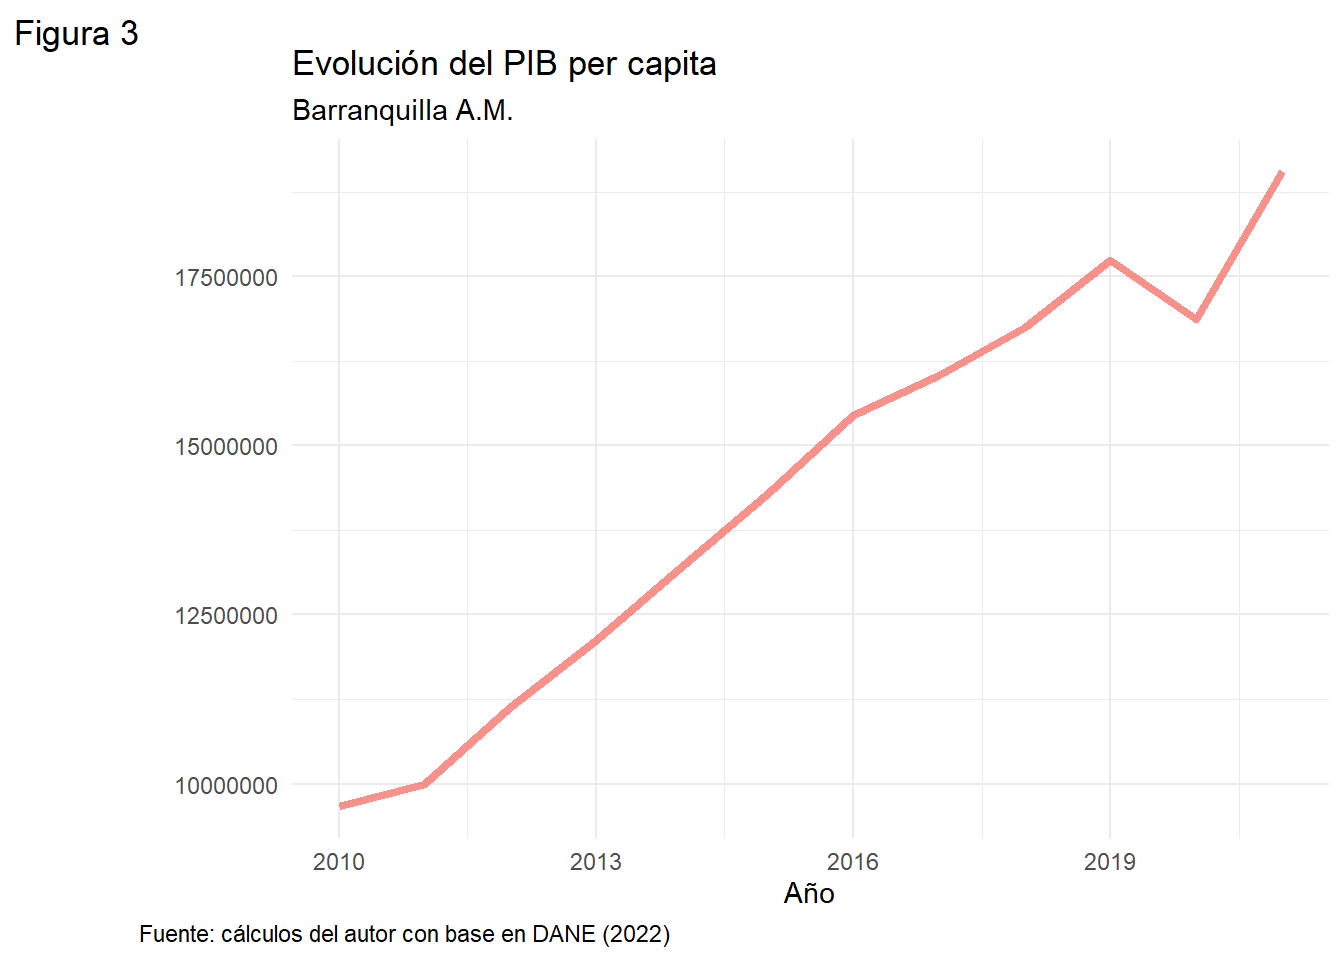 Figura 3
Evolución del PIB per capita
Barranquilla A.M.
17500000
15000000
12500000
10000000
2010 2013 2016 2019
Año
Fuente: cálculos del autor con base en DANE (2022)